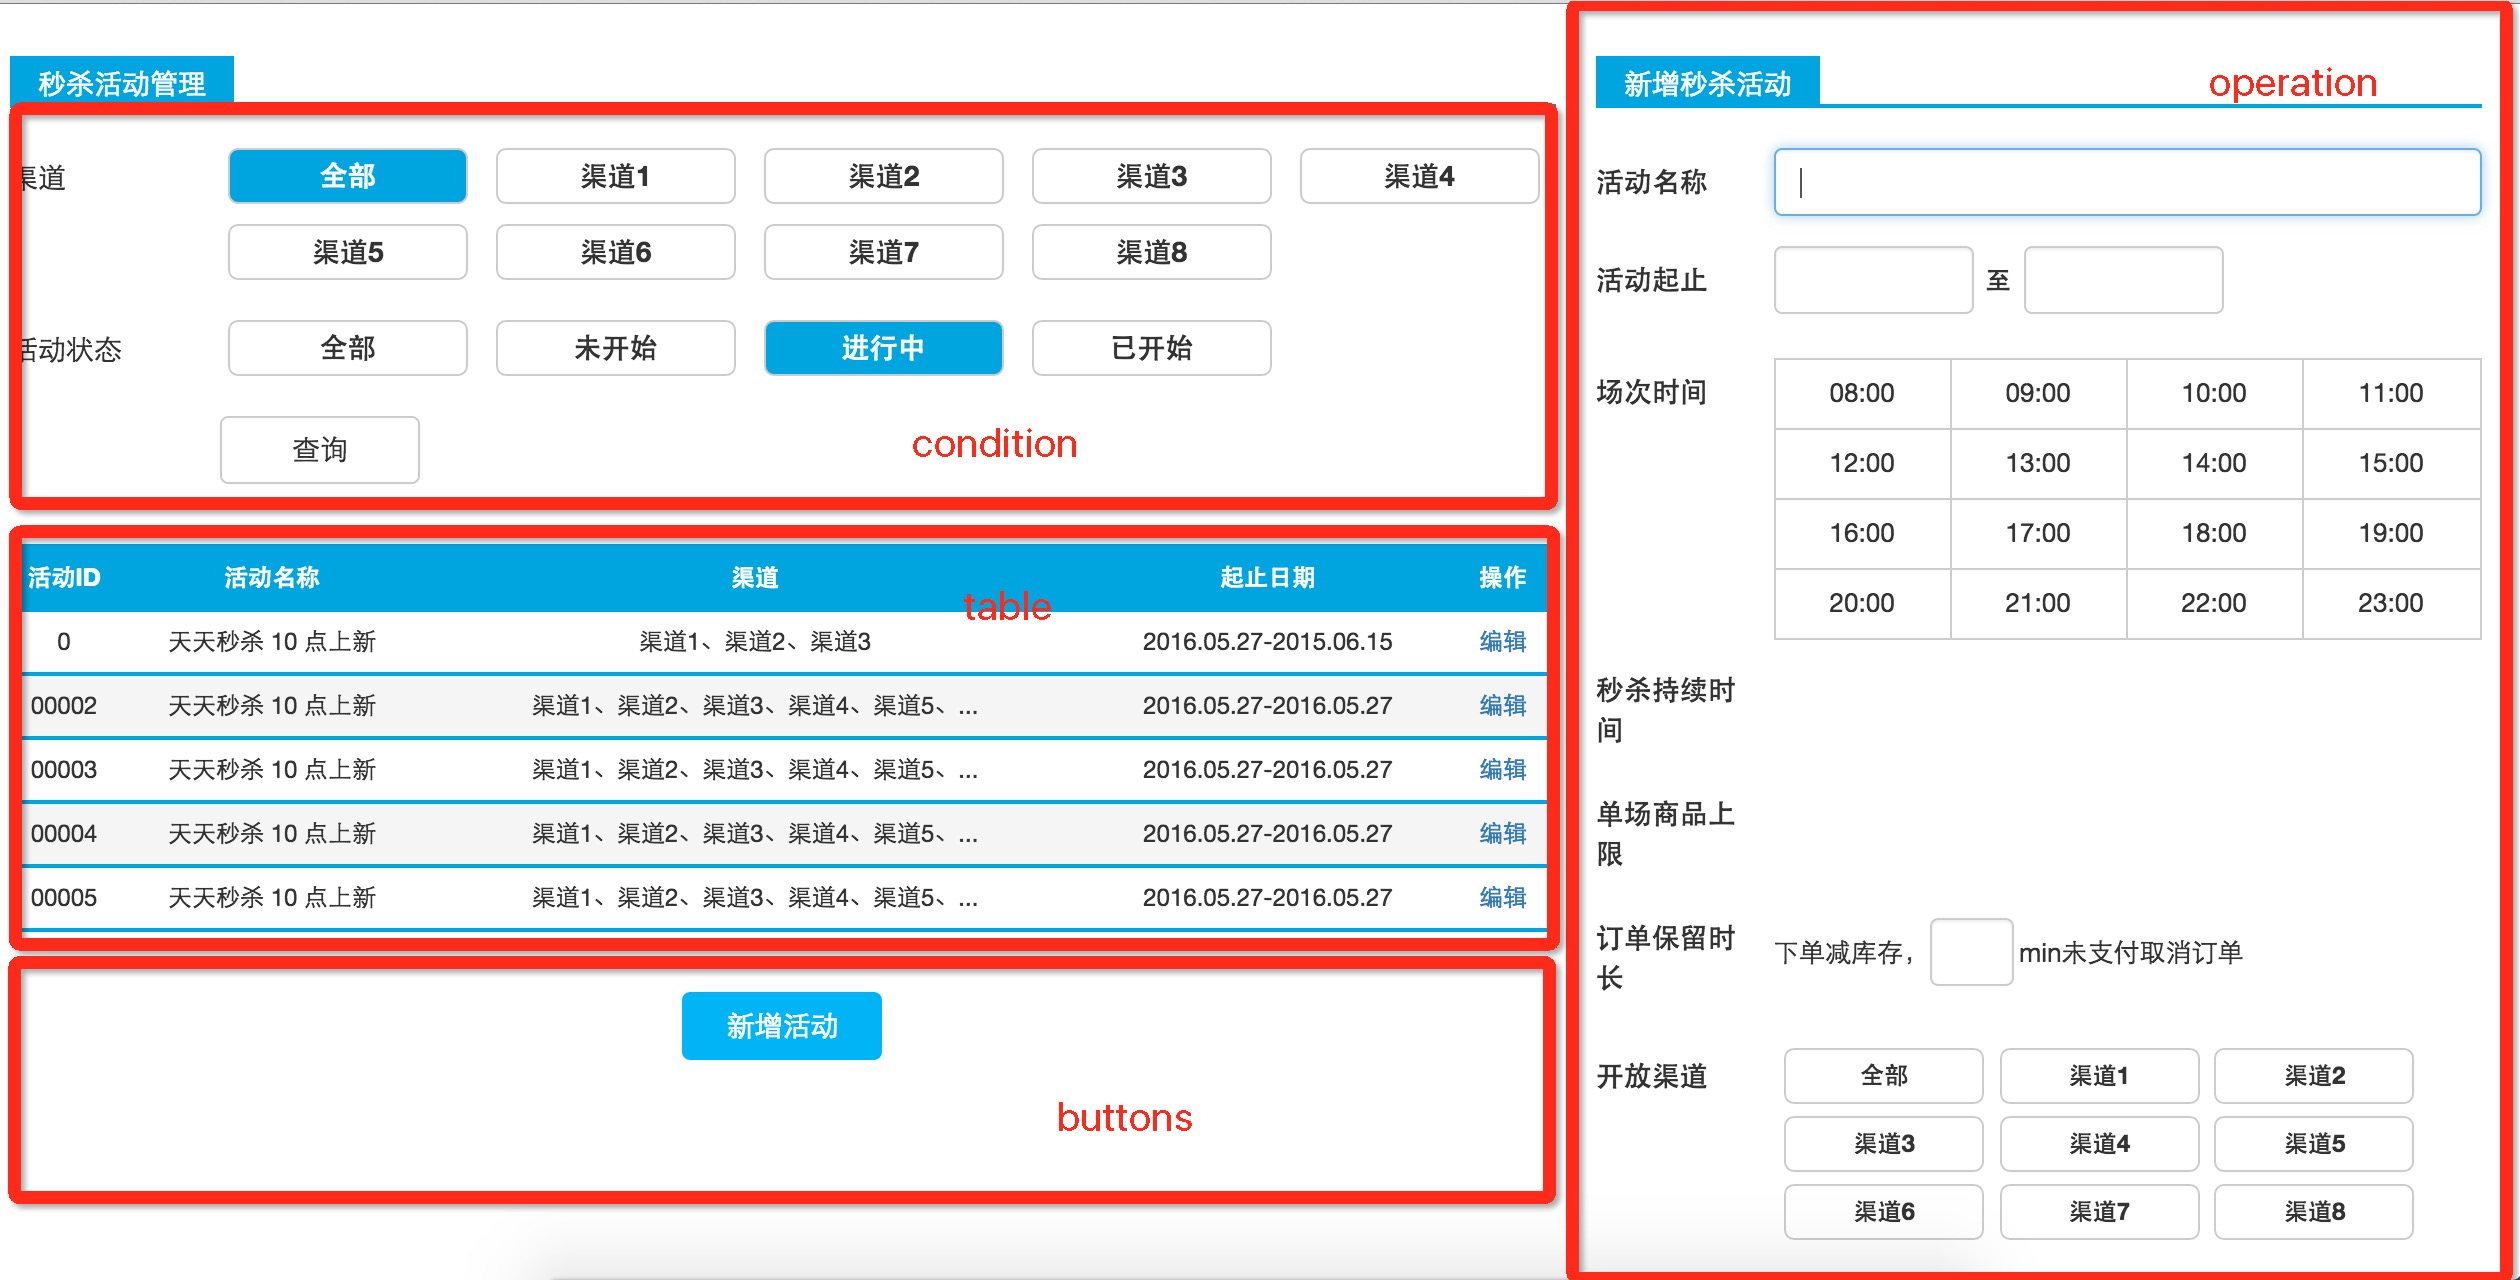 秒杀活动管理
渠道 全部 渠道1 渠道2 渠道3 渠道4
渠道5 渠道6 渠道7 渠道8
活动状态 全部 未开始 进行中 已开始
查询
condition
活动ID 活动名称 渠道 起止日期 操作
table
0 天天秒杀 10 点上新 渠道1、渠道2、渠道3 2016.05.27-2015.06.15 编辑
00002 天天秒杀 10 点上新 渠道1、渠道2、渠道3、渠道4、渠道5、... 2016.05.27-2016.05.27 编辑
00003 天天秒杀 10 点上新 渠道1、渠道2、渠道3、渠道4、渠道5、... 2016.05.27-2016.05.27 编辑
00004 天天秒杀 10 点上新 渠道1、渠道2、渠道3、渠道4、渠道5、... 2016.05.27-2016.05.27 编辑
00005 天天秒杀 10 点上新 渠道1、渠道2、渠道3、渠道4、渠道5、... 2016.05.27-2016.05.27 编辑
新增活动
buttons
新增秒杀活动
operation
活动名称
活动起止 至
场次时间 08:00 09:00 10:00 11:00
12:00 13:00 14:00 15:00
16:00 17:00 18:00 19:00
20:00 21:00 22:00 23:00
秒杀持续时
间
单场商品上
限
订单保留时
长
下单减库存， min未支付取消订单
开放渠道 全部 渠道1 渠道2
渠道3 渠道4 渠道5
渠道6 渠道7 渠道8